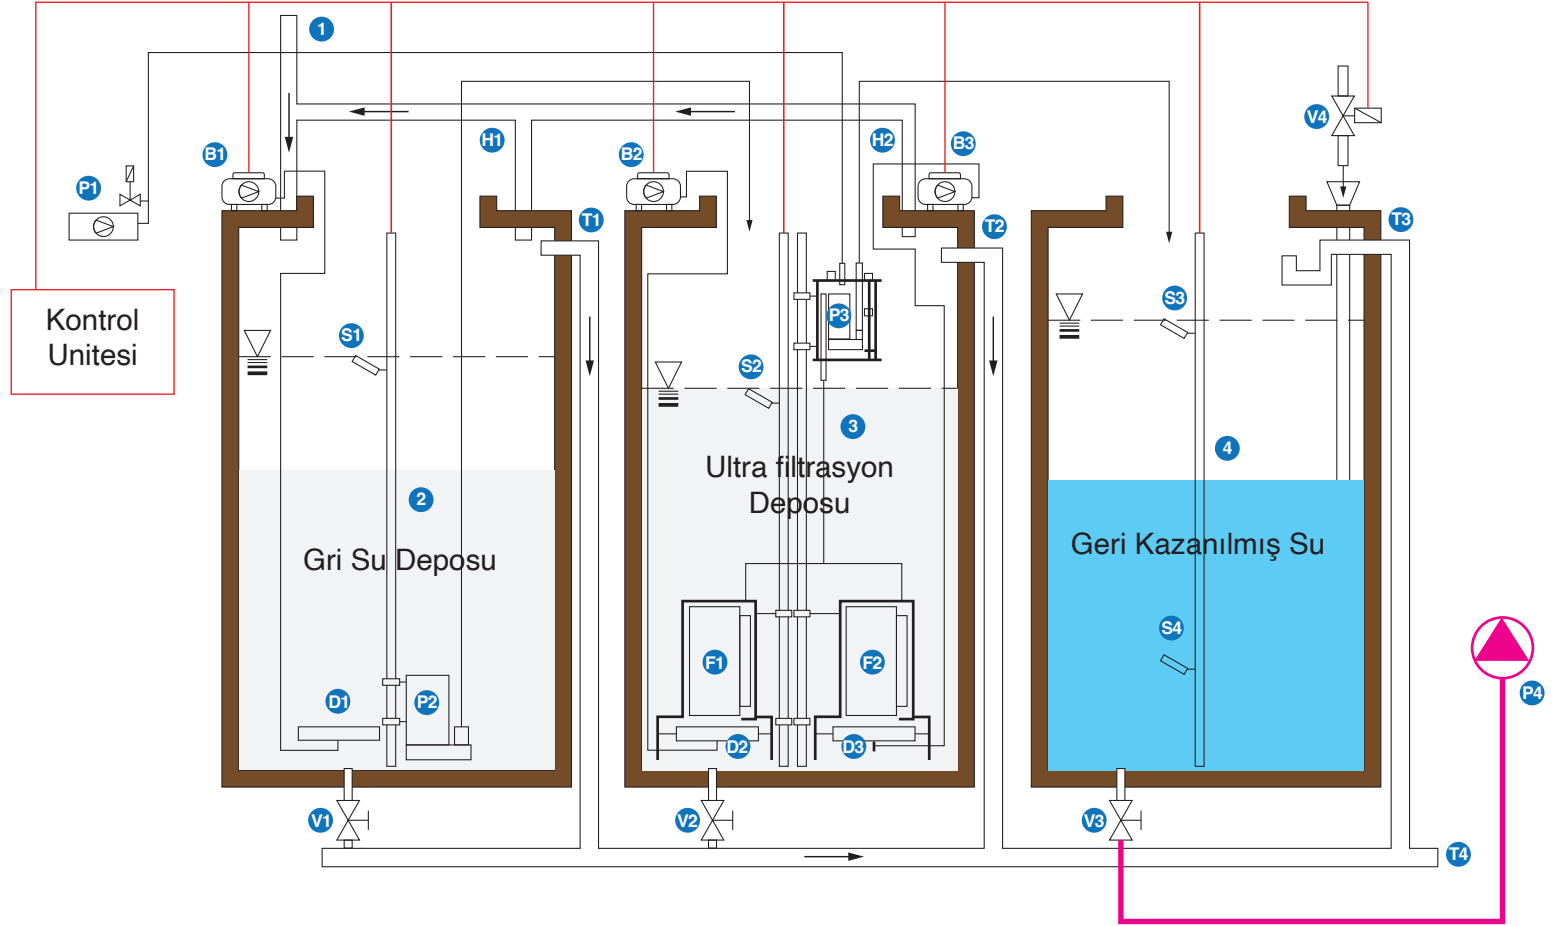 1
V4
H1
H2
B1
B2
B3
P1
T1
T2
T3
Kontrol
Unitesi
S1
S2
P3
S3
3
4
2
Ultra filtrasyon
Deposu
Gri Su Deposu
Geri Kazanılmış Su
S4
F1
F2
D1
P2
D2
D3
P4
V1
V2
V3
T4